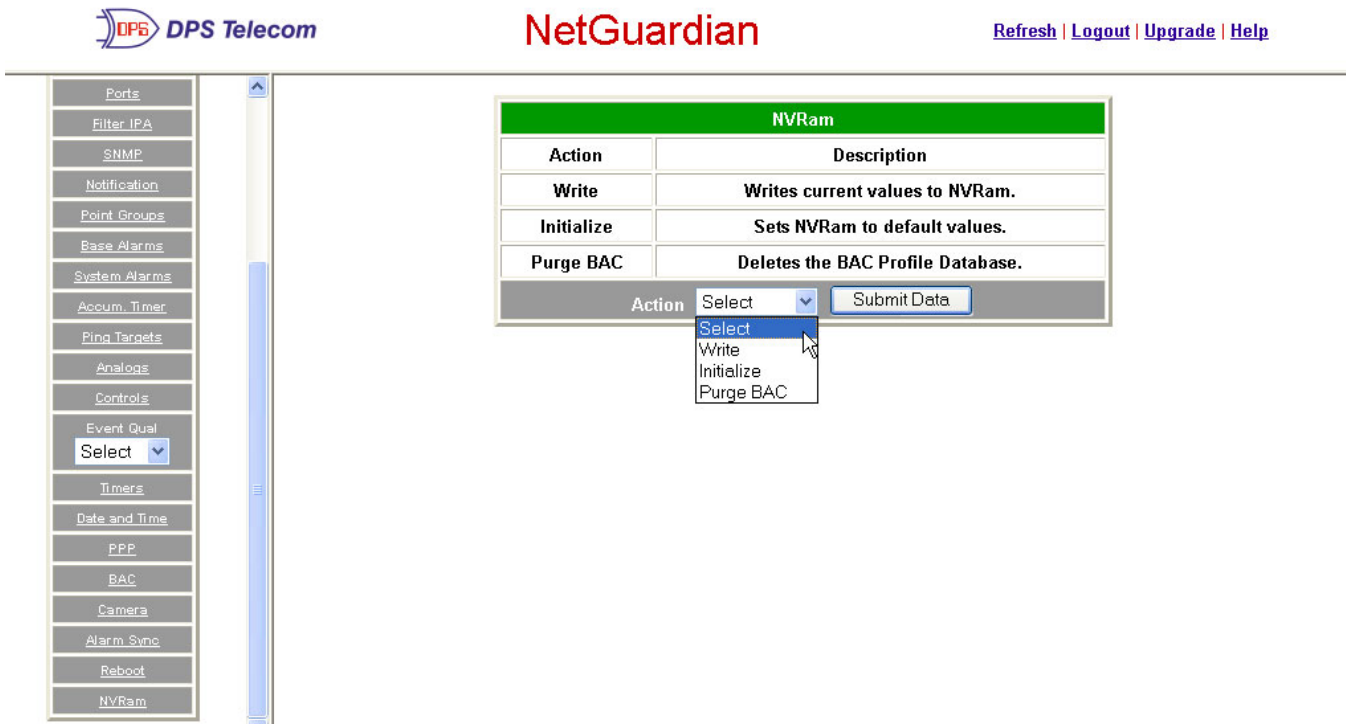 DPS DPS Telecom
NetGuardian
Refresh | Logout | Upgrade | Help
Ports
Filter IPA
SNMP
Notification
Point Groups
Base Alarms
System Alarms
Accum. Timer
Ping Targets
Analogs
Controls
Event Qual
Select
Timers
Date and Time
PPP
BAC
Camera
Alarm Sync
Reboot
NVRam
NVRam
Action Description
Write Writes current values to NVRam.
Initialize Sets NVRam to default values.
Purge BAC Deletes the BAC Profile Database.
Action Select Submit Data
Select
Write
Initialize
Purge BAC